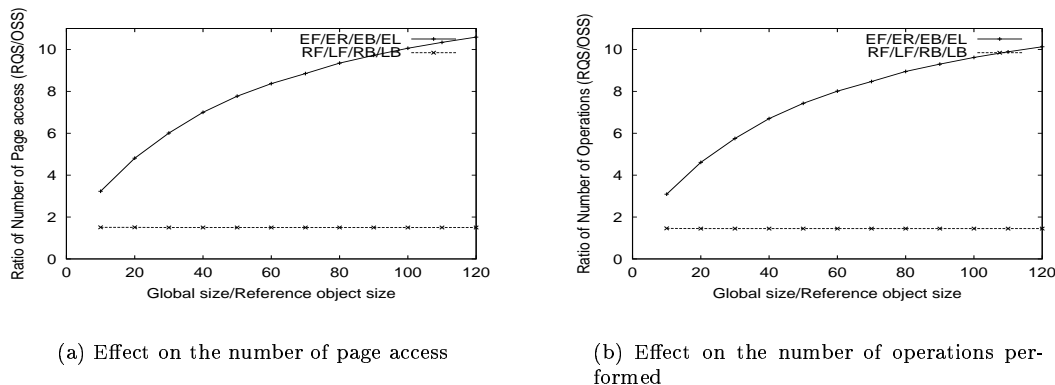 Ratio of Number of Page access (RQS/OSS)
10
8
6
4
2
0
0 20 40 60 80 100 120
EF/ER/EB/EL
RF/LF/RB/LB
Global size/Reference object size
(a) Effect on the number of page access
Ratio of Number of Operations (RQS/OSS)
10
8
6
4
2
0
0 20 40 60 80 100 120
EF/ER/EB/EL
RF/LF/RB/LB
Global size/Reference object size
(b) Effect on the number of operations per-
formed